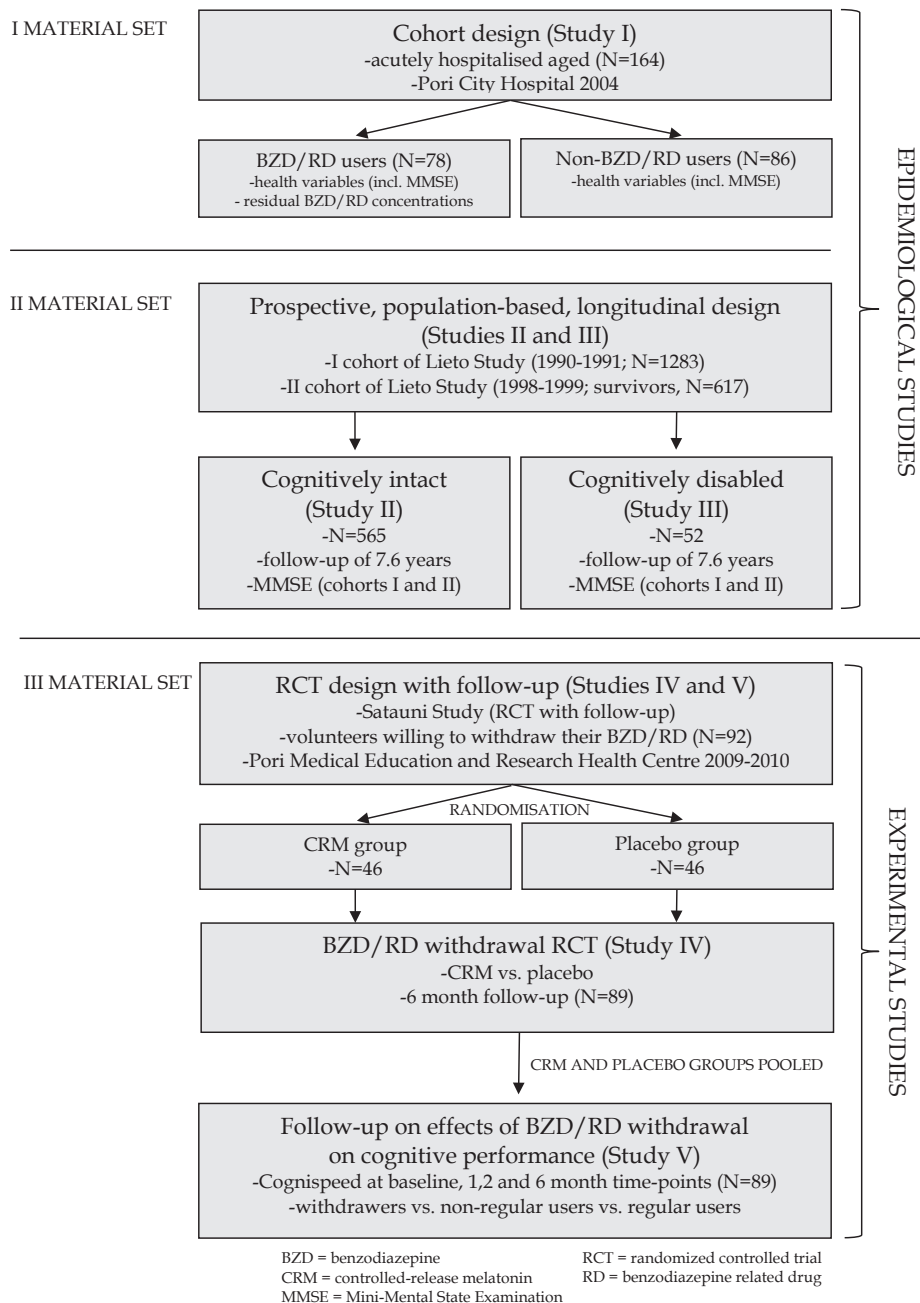 I MATERIAL SET
Cohort design (Study I)
-acutely hospitalised aged (N=164)
-Pori City Hospital 2004
BZD/RD users (N=78)
-health variables (incl. MMSE)
- residual BZD/RD concentrations
Non-BZD/RD users (N=86)
-health variables (incl. MMSE)
EPIDEMIOLOGICAL STUDIES
II MATERIAL SET
Prospective, population-based, longitudinal design
(Studies II and III)
-I cohort of Lieto Study (1990-1991; N=1283)
-II cohort of Lieto Study (1998-1999; survivors, N=617)
Cognitively intact
(Study II)
-N=565
-follow-up of 7.6 years
-MMSE (cohorts I and II)
Cognitively disabled
(Study III)
-N=52
-follow-up of 7.6 years
-MMSE (cohorts I and II)
III MATERIAL SET
RCT design with follow-up (Studies IV and V)
-Satauni Study (RCT with follow-up)
-volunteers willing to withdraw their BZD/RD (N=92)
-Pori Medical Education and Research Health Centre 2009-2010
RANDOMISATION
CRM group
-N=46
Placebo group
-N=46
EXPERIMENTAL STUDIES
BZD/RD withdrawal RCT (Study IV)
-CRM vs. placebo
-6 month follow-up (N=89)
CRM AND PLACEBO GROUPS POOLED
Follow-up on effects of BZD/RD withdrawal
on cognitive performance (Study V)
-Cognispeed at baseline, 1,2 and 6 month time-points (N=89)
-withdrawers vs. non-regular users vs. regular users
BZD = benzodiazepine
CRM = controlled-release melatonin
MMSE = Mini-Mental State Examination
RCT = randomized controlled trial
RD = benzodiazepine related drug